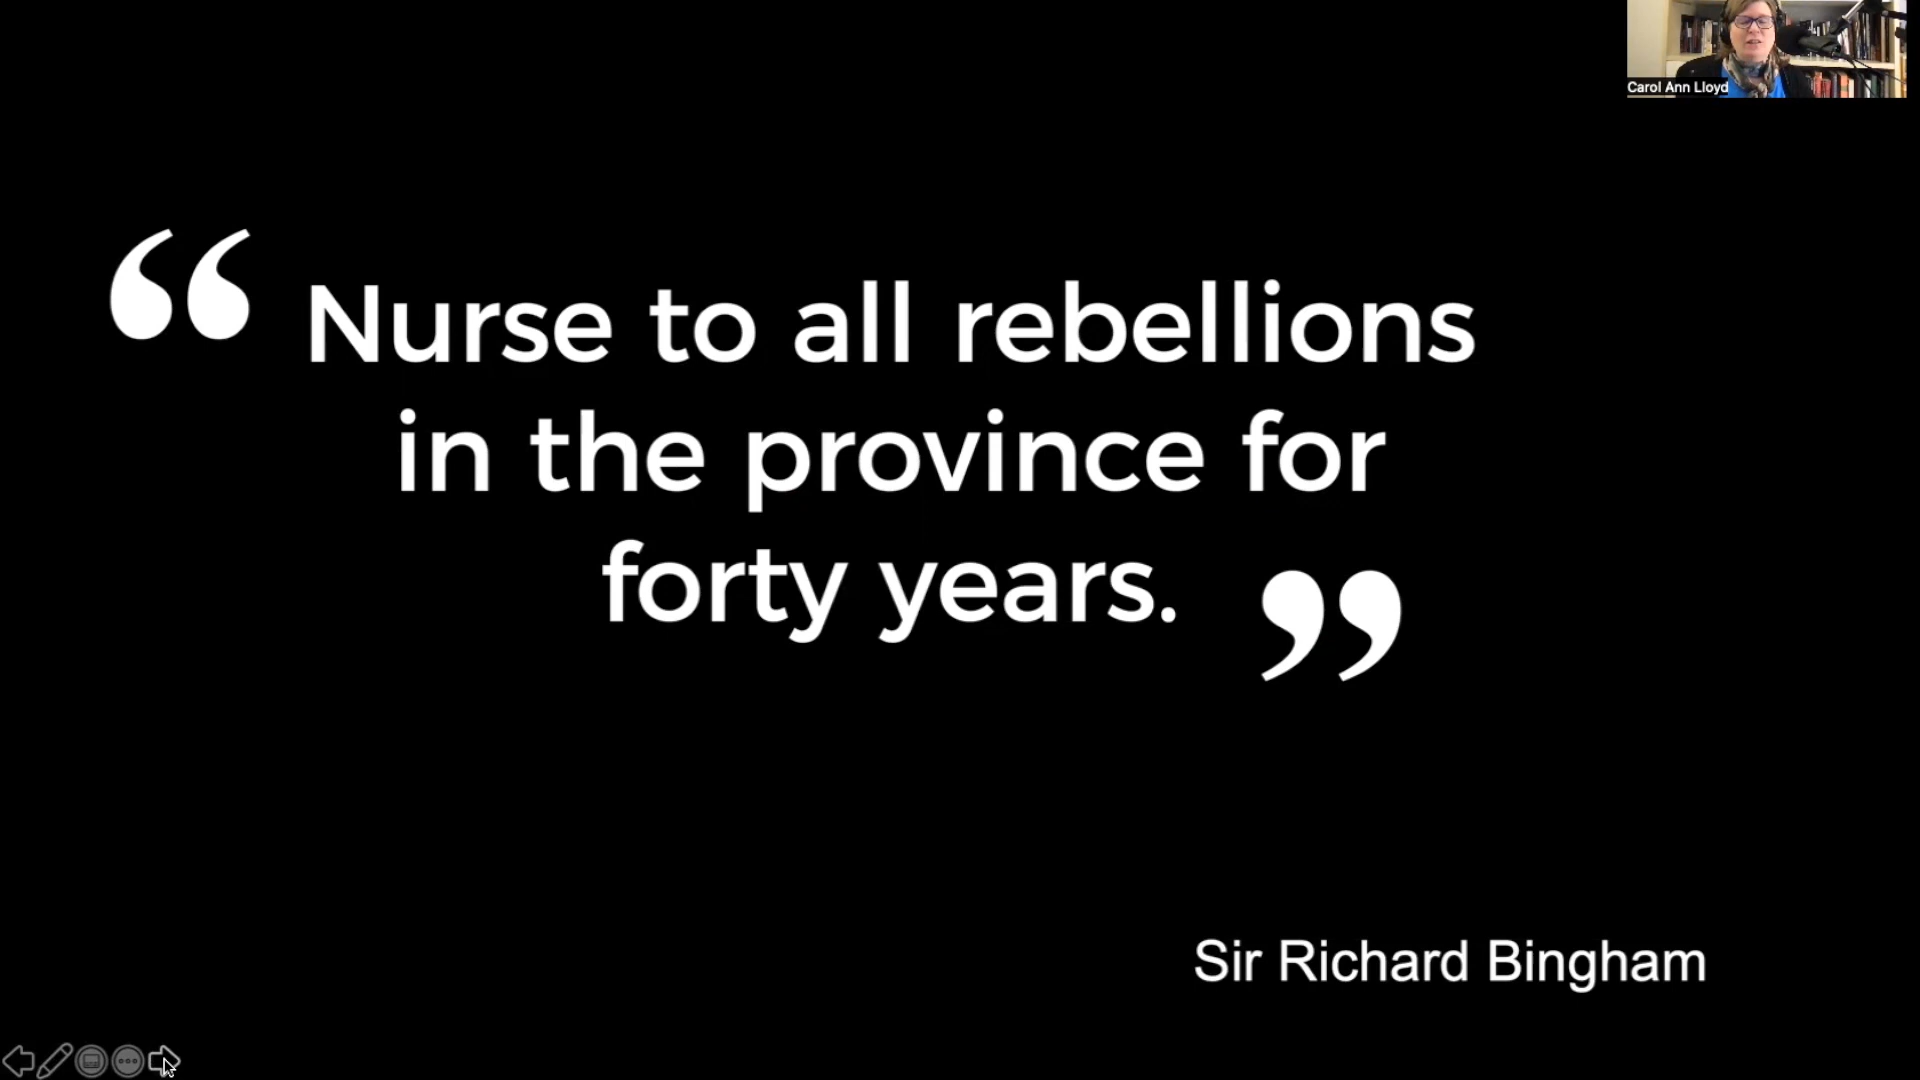 Carol Ann Lloyd
“Nurse to all rebellions
in the province for
forty years.”
Sir Richard Bingham